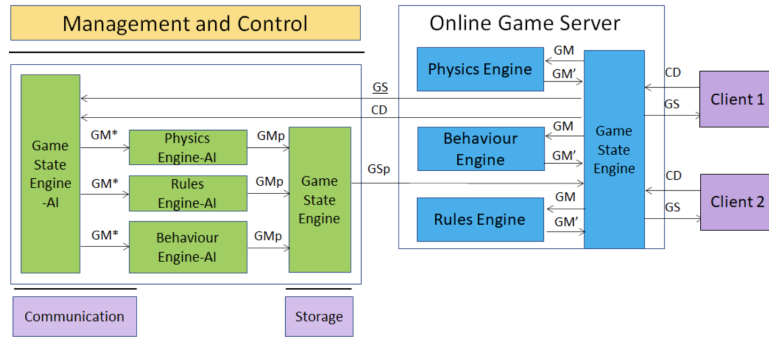 Management and Control
Online Game Server
Physics Engine
GM
GM'
GS
CD
Game
State
Engine
-AI
GM*
Physics
Engine-AI
GMp
GM*
Rules
Engine-AI
GMp
GM*
Behaviour
Engine-AI
GMp
Game
State
Engine
GSp
Behaviour
Engine
GM
GM'
Rules Engine
GM
GM'
Game
State
Engine
CD
GS
Client 1
CD
GS
Client 2
Communication
Storage